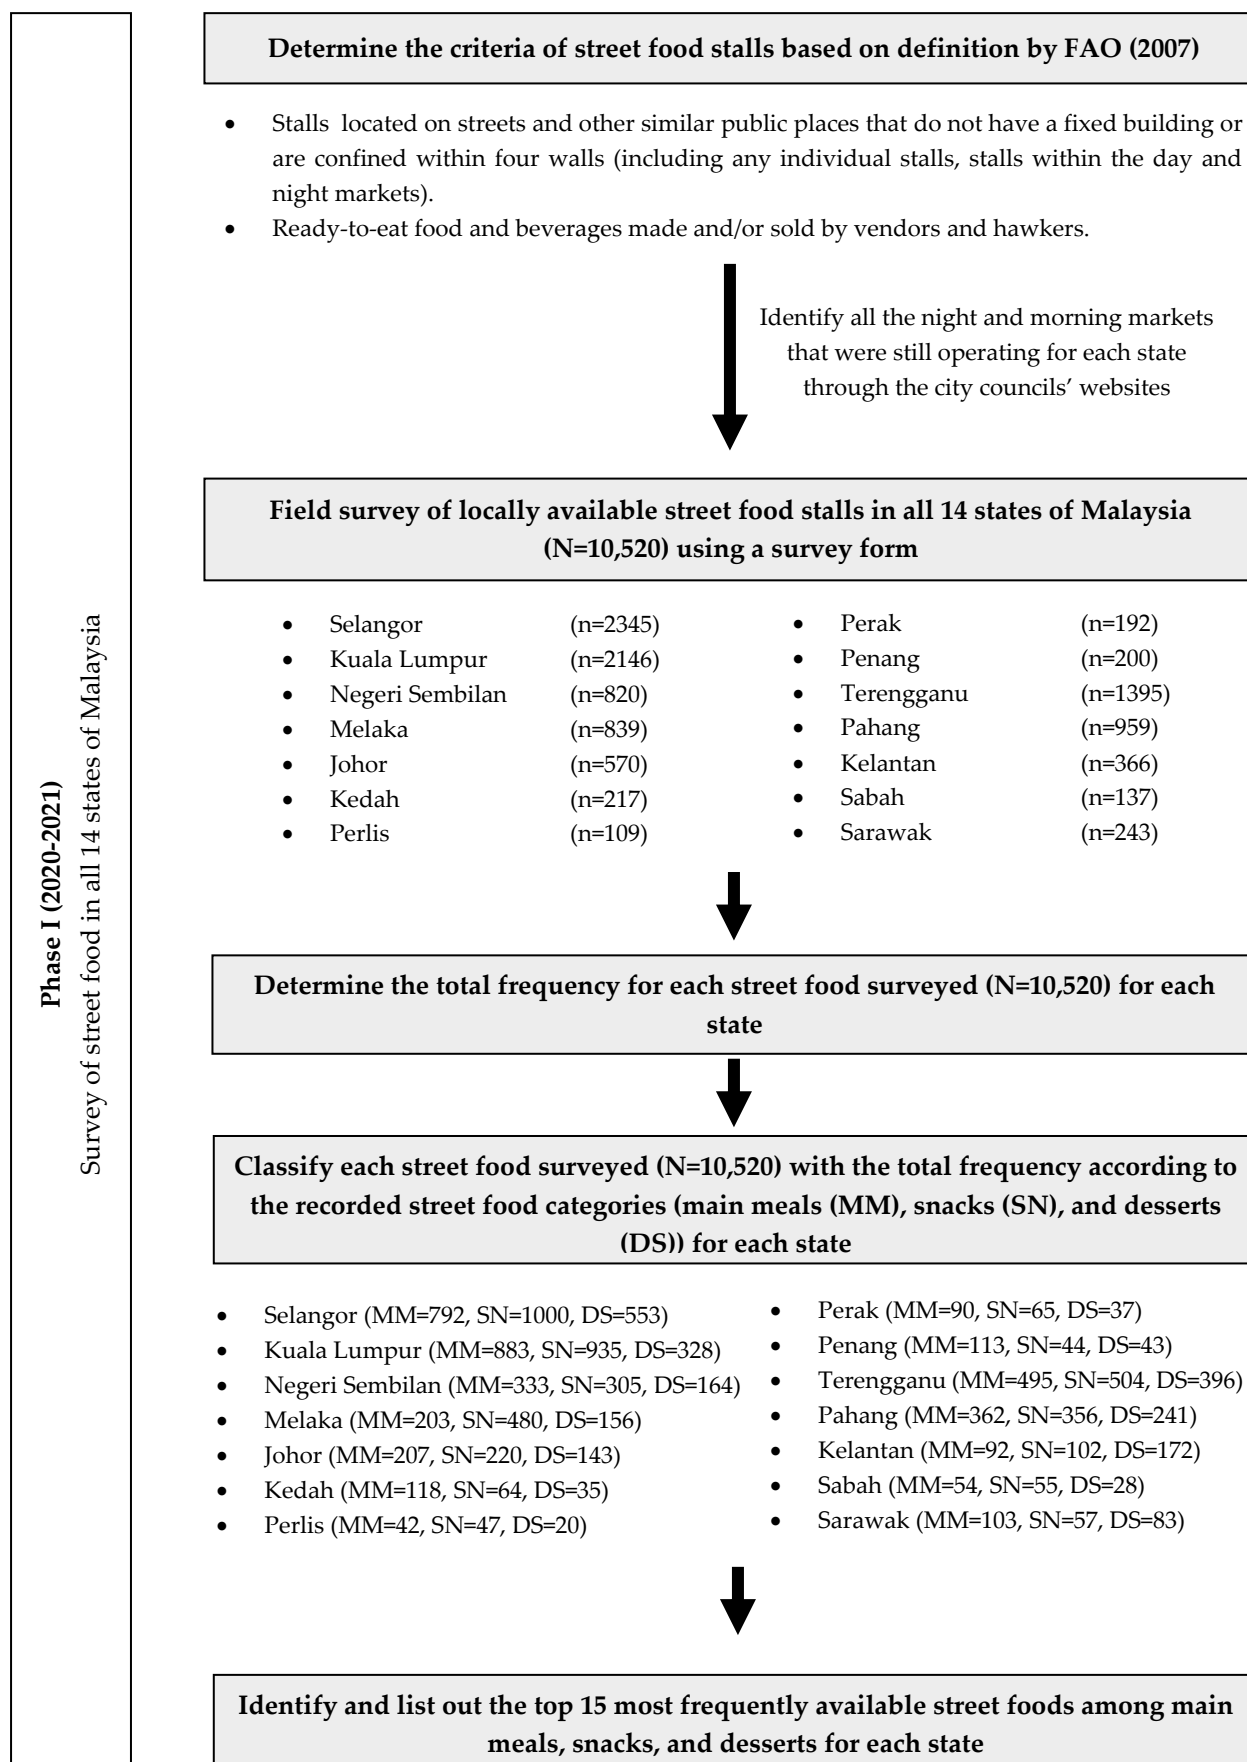 Phase I (2020-2021)
Survey of street food in all 14 states of Malaysia
Determine the criteria of street food stalls based on definition by FAO (2007)
• Stalls located on streets and other similar public places that do not have a fixed building or
are confined within four walls (including any individual stalls, stalls within the day and
night markets).
• Ready-to-eat food and beverages made and/or sold by vendors and hawkers.
Identify all the night and morning markets
that were still operating for each state
through the city councils' websites
Field survey of locally available street food stalls in all 14 states of Malaysia
(N=10,520) using a survey form
• Selangor (n=2345)
• Kuala Lumpur (n=2146)
• Negeri Sembilan (n=820)
• Melaka (n=839)
• Johor (n=570)
• Kedah (n=217)
• Perlis (n=109)
• Perak (n=192)
• Penang (n=200)
• Terengganu (n=1395)
• Pahang (n=959)
• Kelantan (n=366)
• Sabah (n=137)
• Sarawak (n=243)
Determine the total frequency for each street food surveyed (N=10,520) for each
state
Classify each street food surveyed (N=10,520) with the total frequency according to
the recorded street food categories (main meals (MM), snacks (SN), and desserts
(DS)) for each state
• Selangor (MM=792, SN=1000, DS=553)
• Kuala Lumpur (MM=883, SN=935, DS=328)
• Negeri Sembilan (MM=333, SN=305, DS=164)
• Melaka (MM=203, SN=480, DS=156)
• Johor (MM=207, SN=220, DS=143)
• Kedah (MM=118, SN=64, DS=35)
• Perlis (MM=42, SN=47, DS=20)
• Perak (MM=90, SN=65, DS=37)
• Penang (MM=113, SN=44, DS=43)
• Terengganu (MM=495, SN=504, DS=396)
• Pahang (MM=362, SN=356, DS=241)
• Kelantan (MM=92, SN=102, DS=172)
• Sabah (MM=54, SN=55, DS=28)
• Sarawak (MM=103, SN=57, DS=83)
Identify and list out the top 15 most frequently available street foods among main
meals, snacks, and desserts for each state